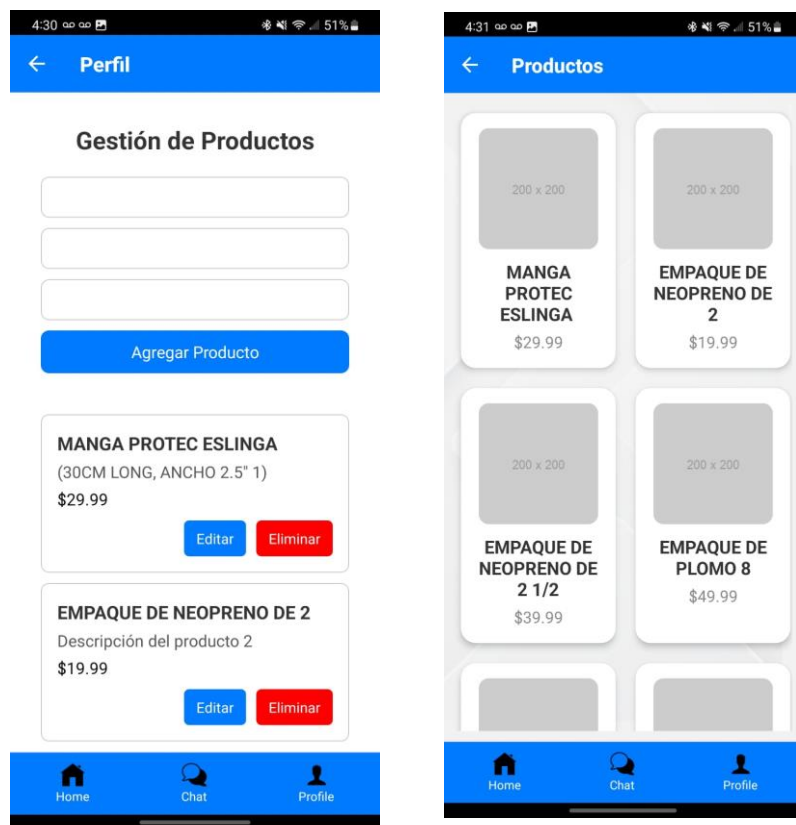 4:30
51%
Perfil
Gestión de Productos
Agregar Producto
MANGA PROTEC ESLINGA
(30CM LONG, ANCHO 2.5" 1)
$29.99
Editar
Eliminar
EMPAQUE DE NEOPRENO DE 2
Descripción del producto 2
$19.99
Editar
Eliminar
Home
Chat
Profile
4:31
51%
Productos
200 x 200
MANGA
PROTEC
ESLINGA
$29.99
200 x 200
EMPAQUE DE
NEOPRENO DE
2
$19.99
200 x 200
EMPAQUE DE
NEOPRENO DE
2 1/2
$39.99
200 x 200
EMPAQUE DE
PLOMO 8
$49.99
Home
Chat
Profile